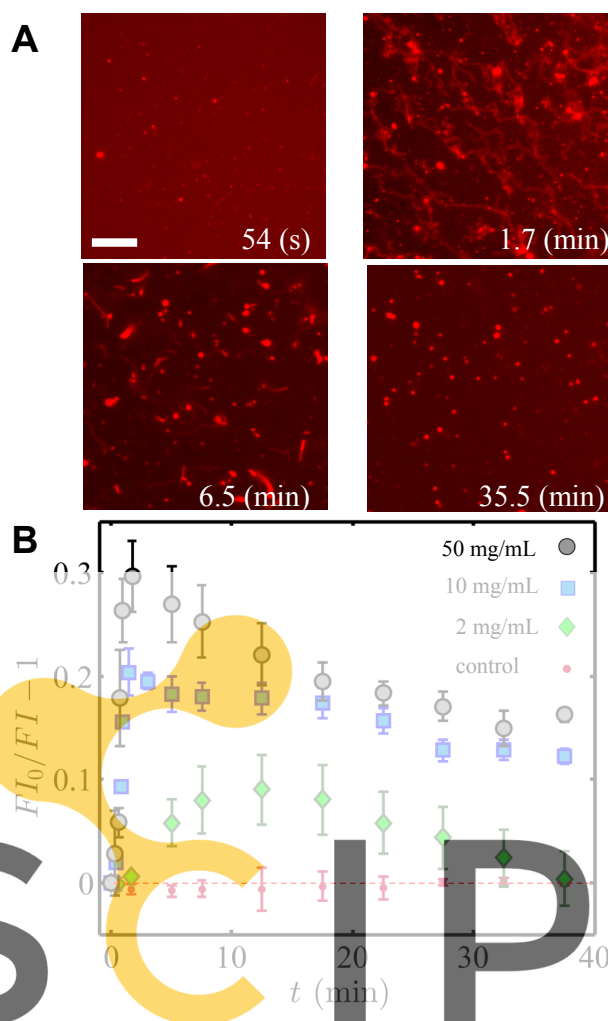 A
54 (s)
1.7 (min)
6.5 (min)
35.5 (min)
B
50 mg/mL
10 mg/mL
2 mg/mL
control
0.3
0.2
0.1
0
FI₀/FI − 1
0 10 20 30 40
t (min)
SCIP